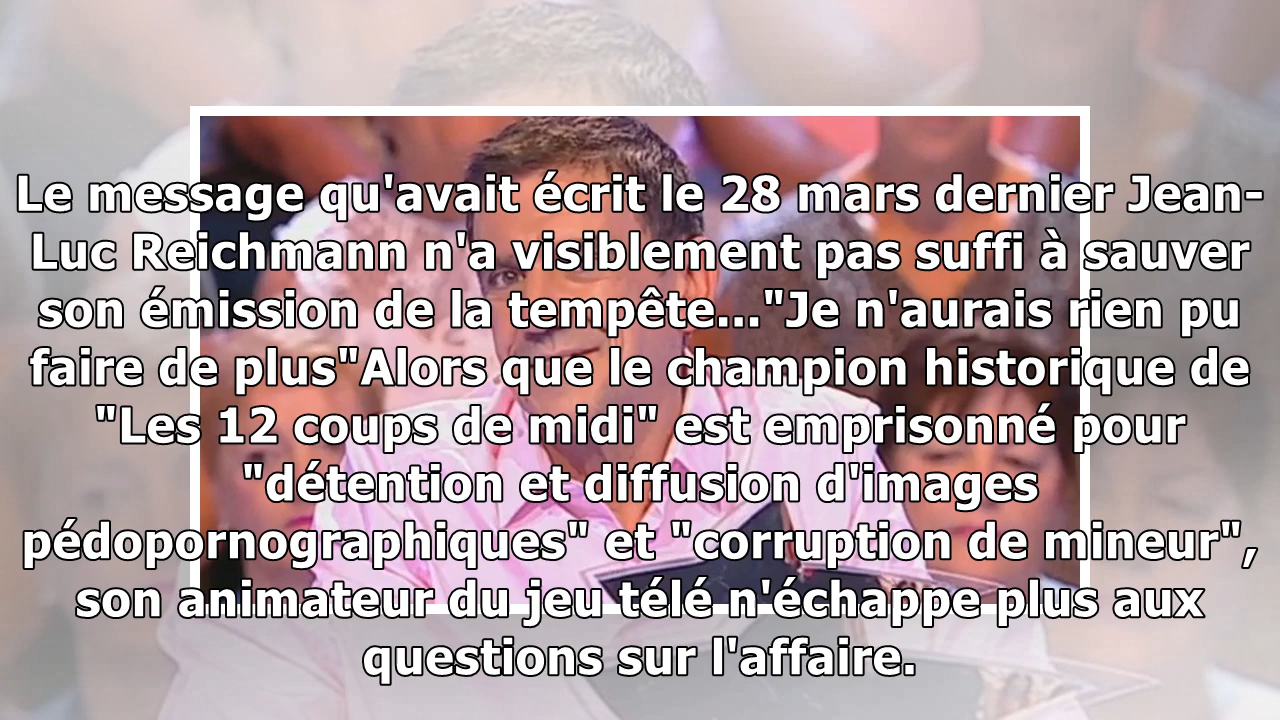 Le message qu'avait écrit le 28 mars dernier Jean-
Luc Reichmann n'a visiblement pas suffi à sauver
son émission de la tempête..."Je n'aurais rien pu
faire de plus"Alors que le champion historique de
"Les 12 coups de midi" est emprisonné pour
"détention et diffusion d'images
pédopornographiques" et "corruption de mineur",
son animateur du jeu télé n'échappe plus aux
questions sur l'affaire.